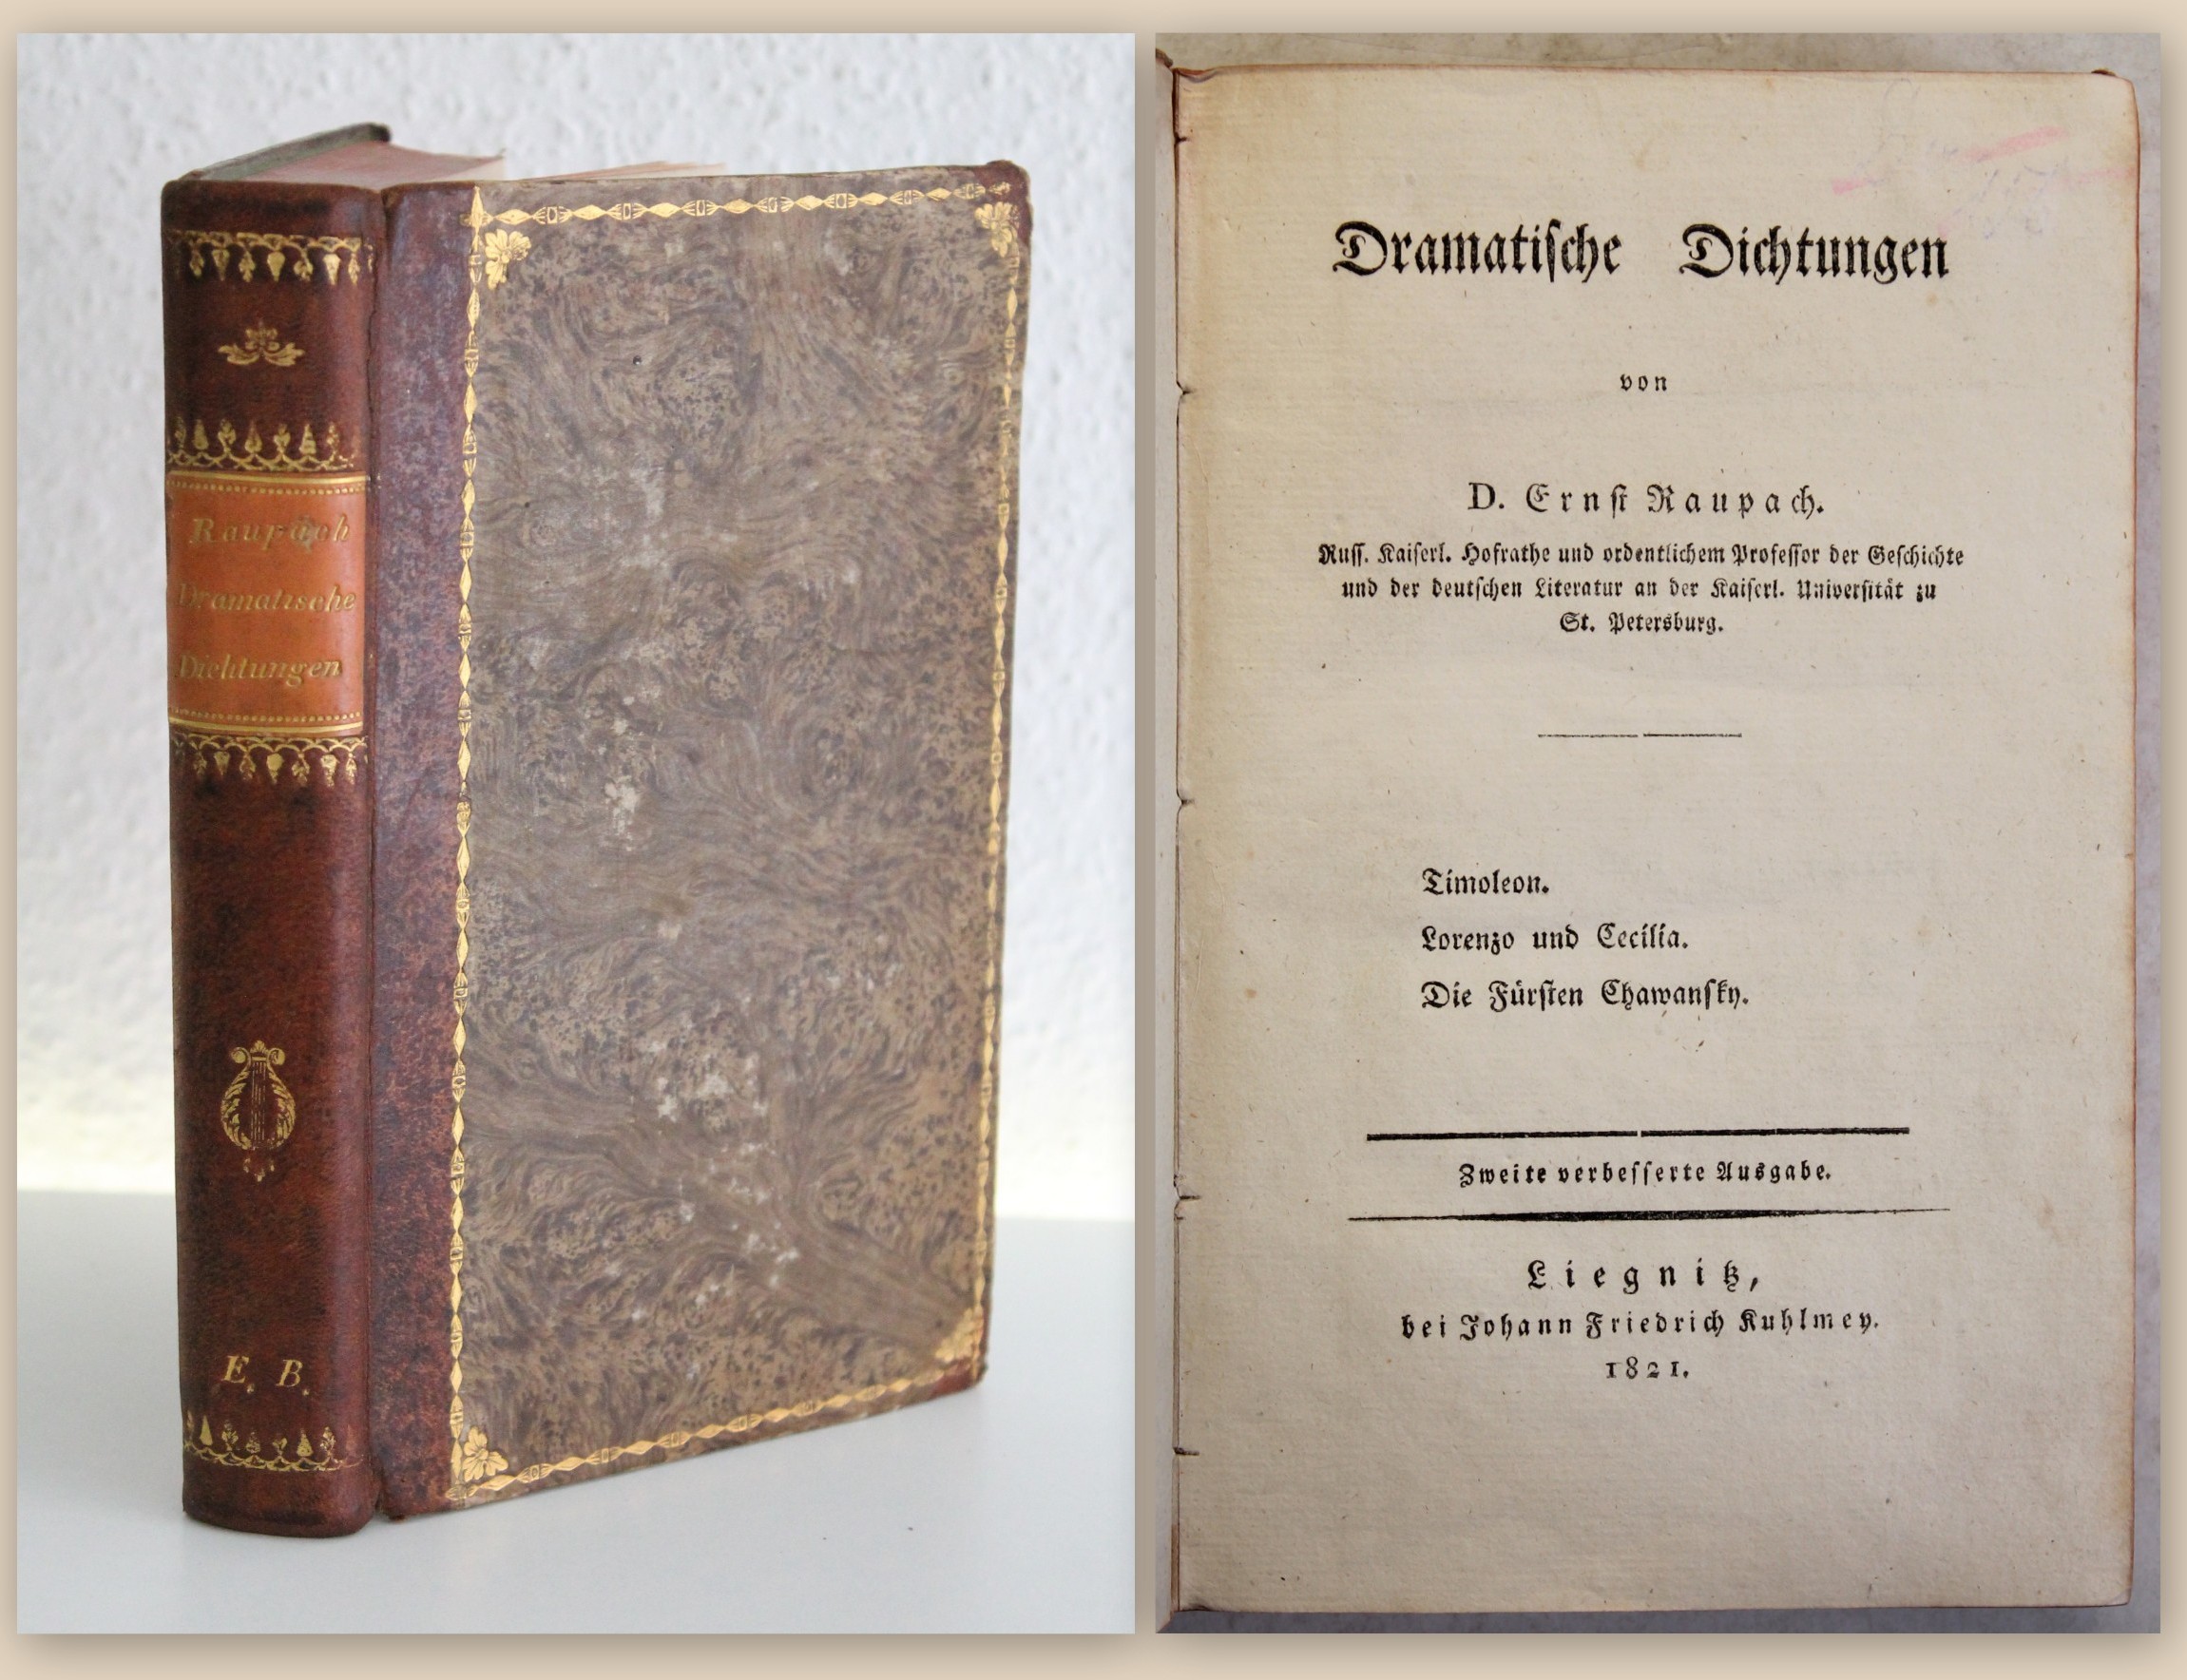 Raupach
Dramatische
Dichtungen
E. B.
Dramatiſche Dichtungen
von
D. Ernſt Raupach.
Ruſſ. Kaiſerl. Hofrathe und ordentlichem Profeſſor der Geſchichte
und der deutſchen Literatur an der Kaiſerl. Univerſität zu
St. Petersburg.
Timoleon.
Lorenzo und Cecilia.
Die Fürſten Chawanſky.
Zweite verbeſſerte Ausgabe.
Liegnitz,
bei Johann Friedrich Kuhlmey.
1821.